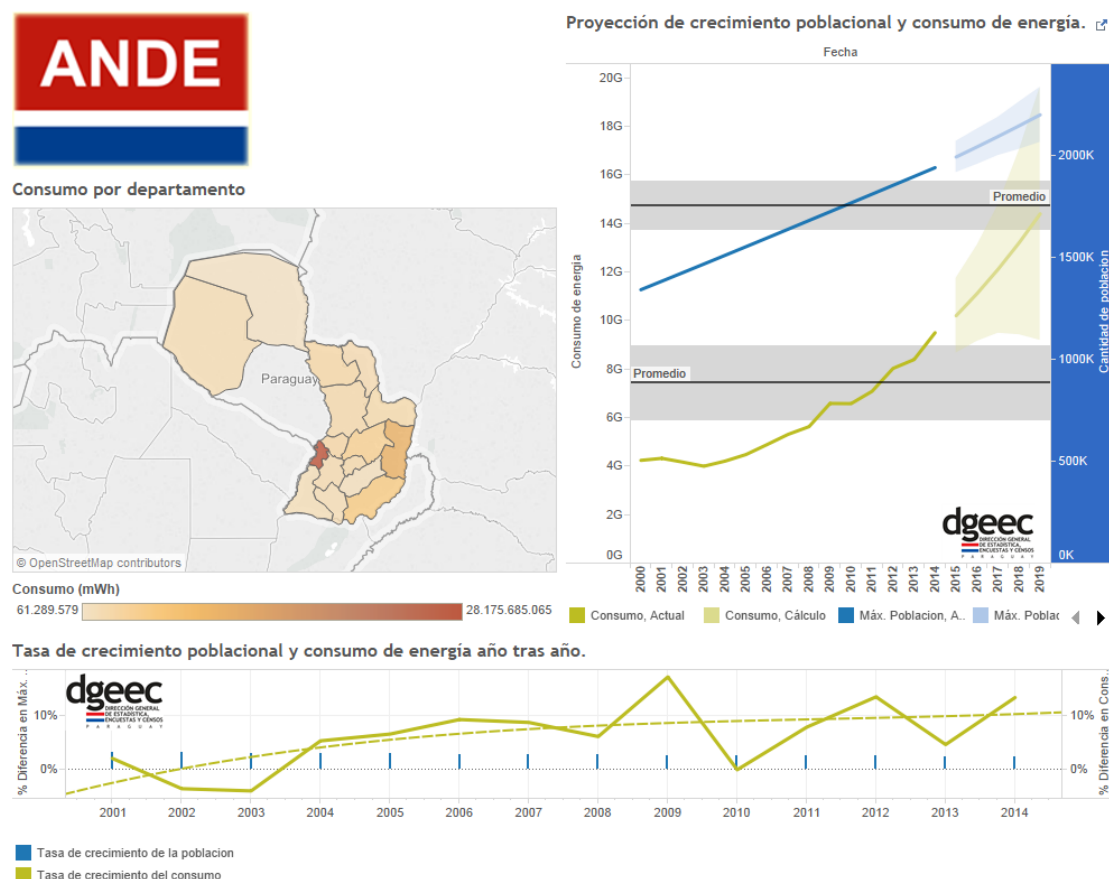 ANDE
Consumo por departamento
Paraguay
© OpenStreetMap contributors
Consumo (mWh)
61.289.579
28.175.685.065
Proyección de crecimiento poblacional y consumo de energía.
Fecha
Consumo de energia
20G
18G
16G
14G
12G
10G
8G
6G
4G
2G
0G
Promedio
Promedio
2000K
1500K
1000K
500K
0K
Cantidad de poblacion
dgeec
DIRECCIÓN GENERAL
DE ESTADÍSTICA,
ENCUESTAS Y CENSOS
PARAGUAY
2000 2001 2002 2003 2004 2005 2006 2007 2008 2009 2010 2011 2012 2013 2014 2015 2016 2017 2018 2019
Consumo, Actual Consumo, Cálculo Máx. Poblacion, A.. Máx. Poblac
Tasa de crecimiento poblacional y consumo de energía año tras año.
% Diferencia en Máx. ..
10%
0%
dgeec
DIRECCIÓN GENERAL
DE ESTADÍSTICA,
ENCUESTAS Y CENSOS
PARAGUAY
10%
0%
% Diferencia en Cons..
2001 2002 2003 2004 2005 2006 2007 2008 2009 2010 2011 2012 2013 2014
Tasa de crecimiento de la poblacion
Tasa de crecimiento del consumo